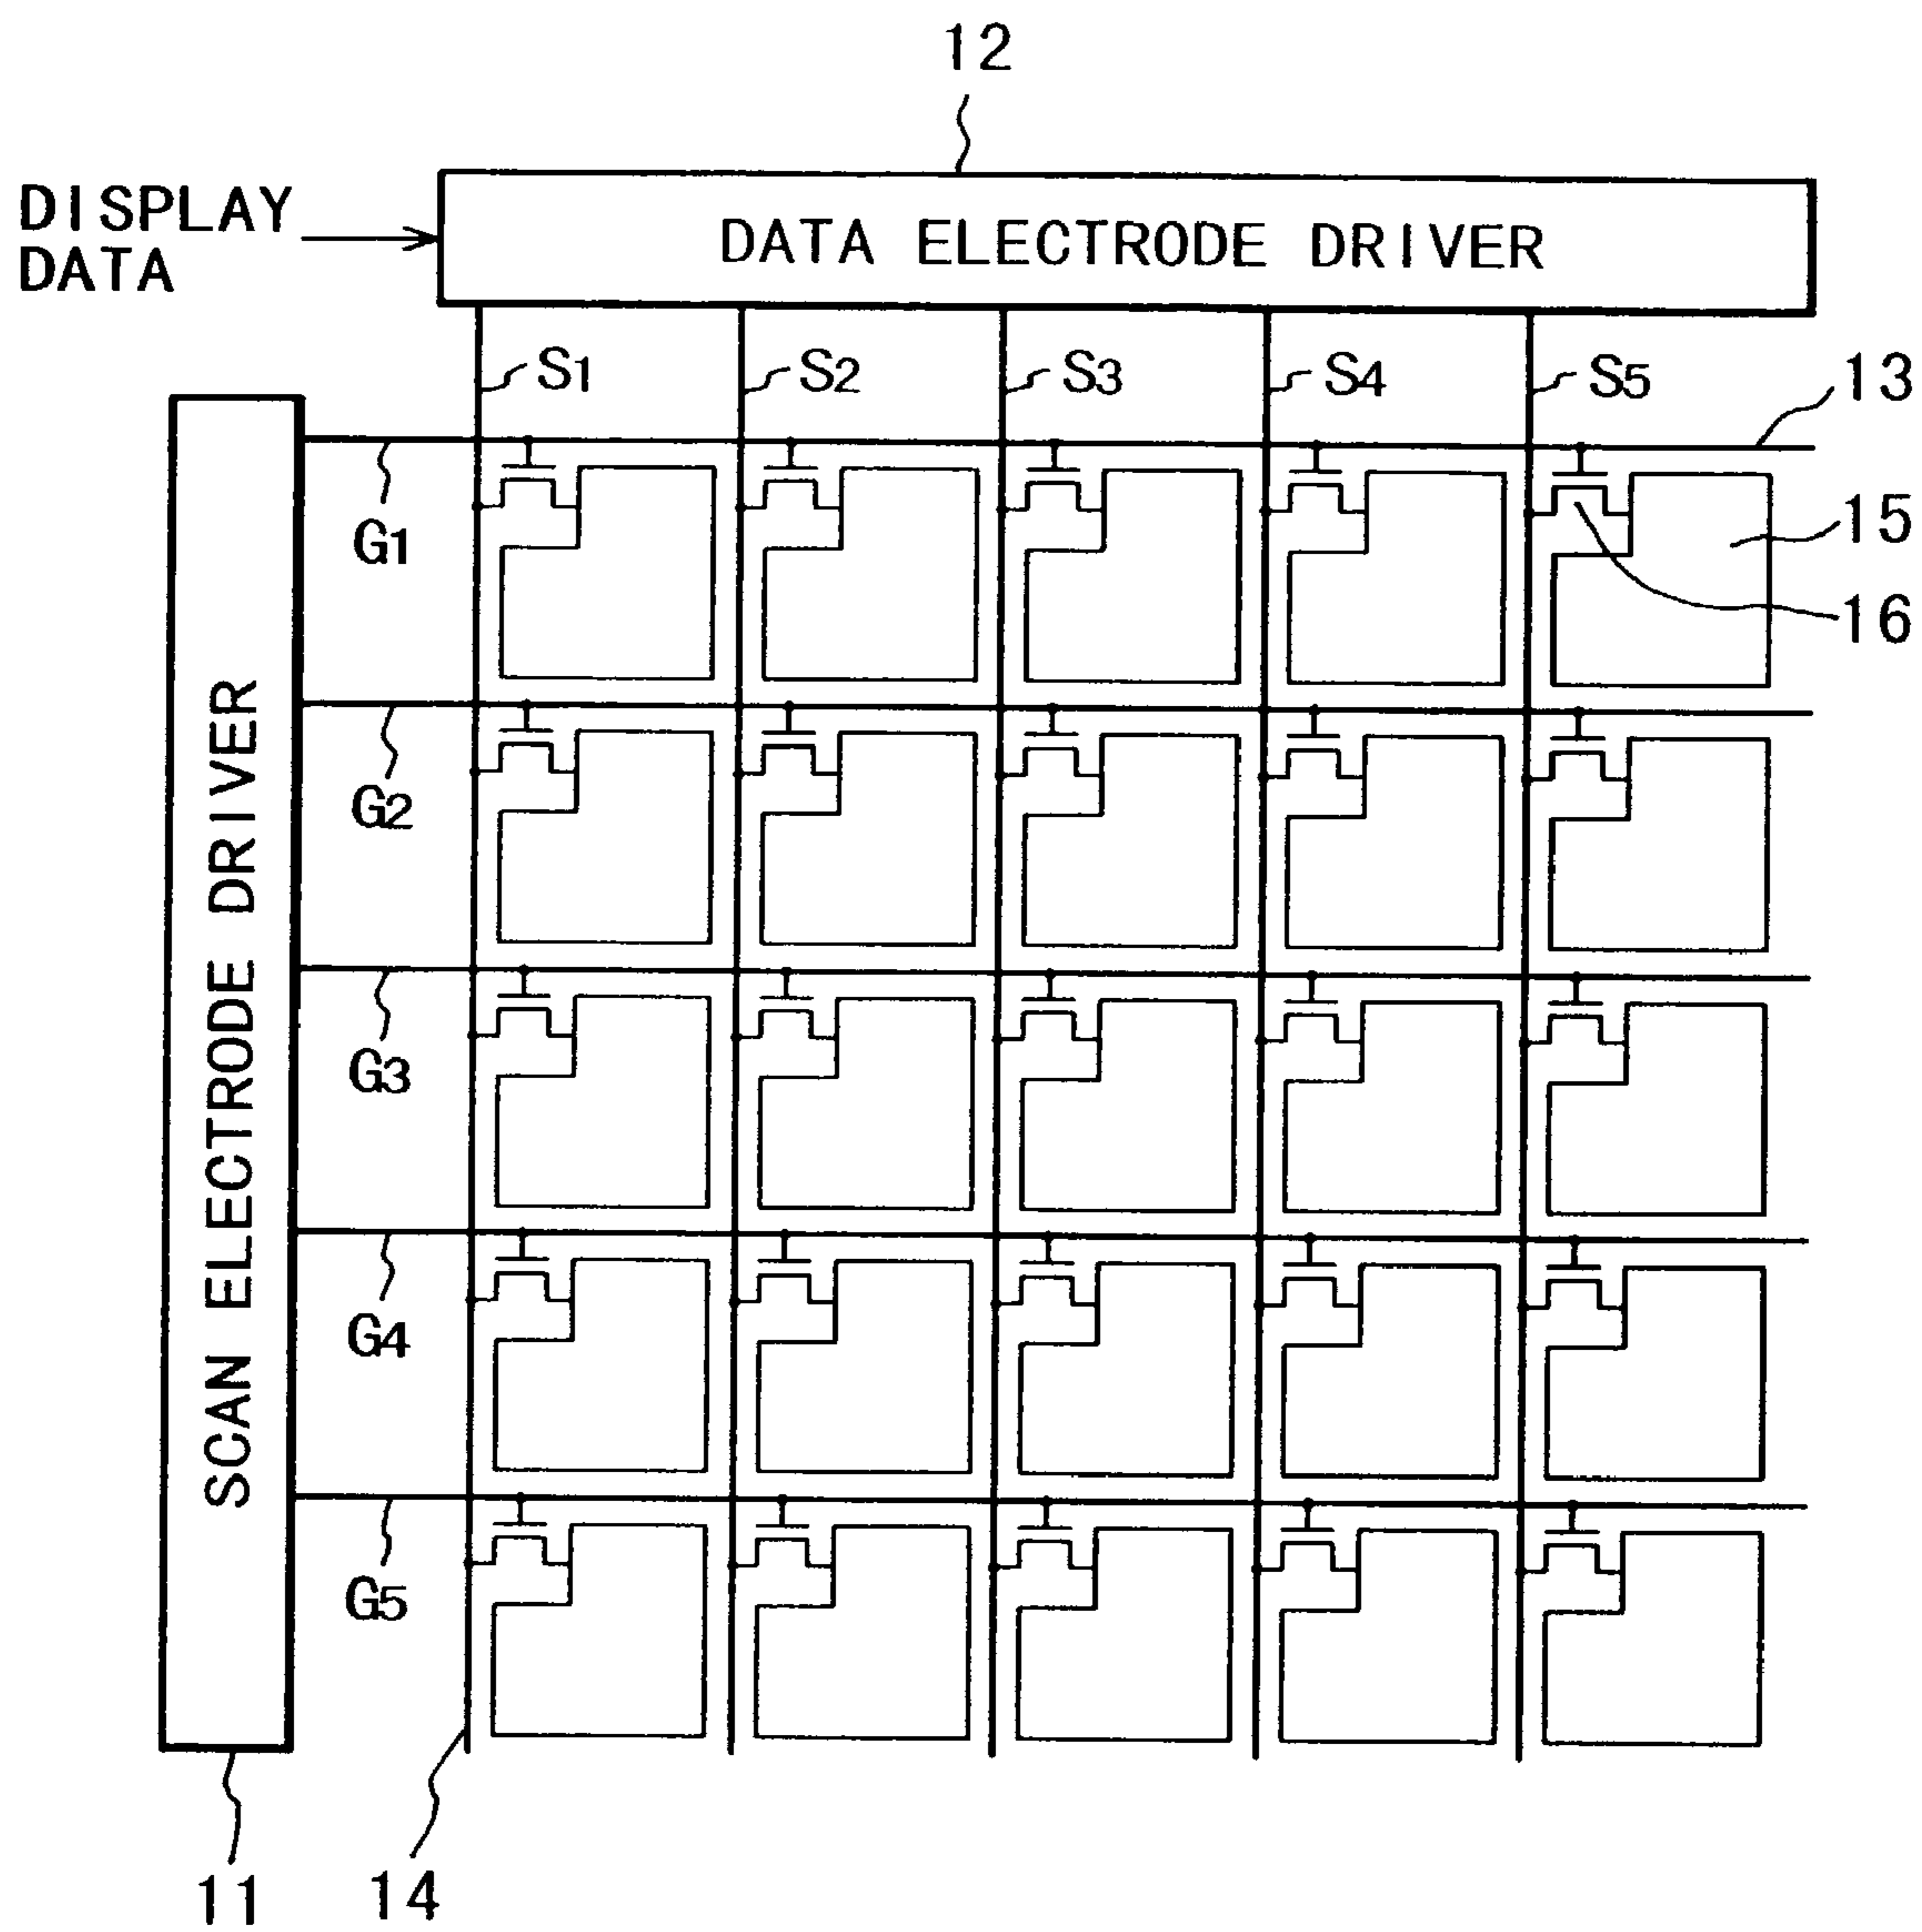 12
DISPLAY
DATA
DATA ELECTRODE DRIVER
S1 S2 S3 S4 S5
13
G1
15
16
SCAN ELECTRODE DRIVER
G2
G3
G4
G5
11
14